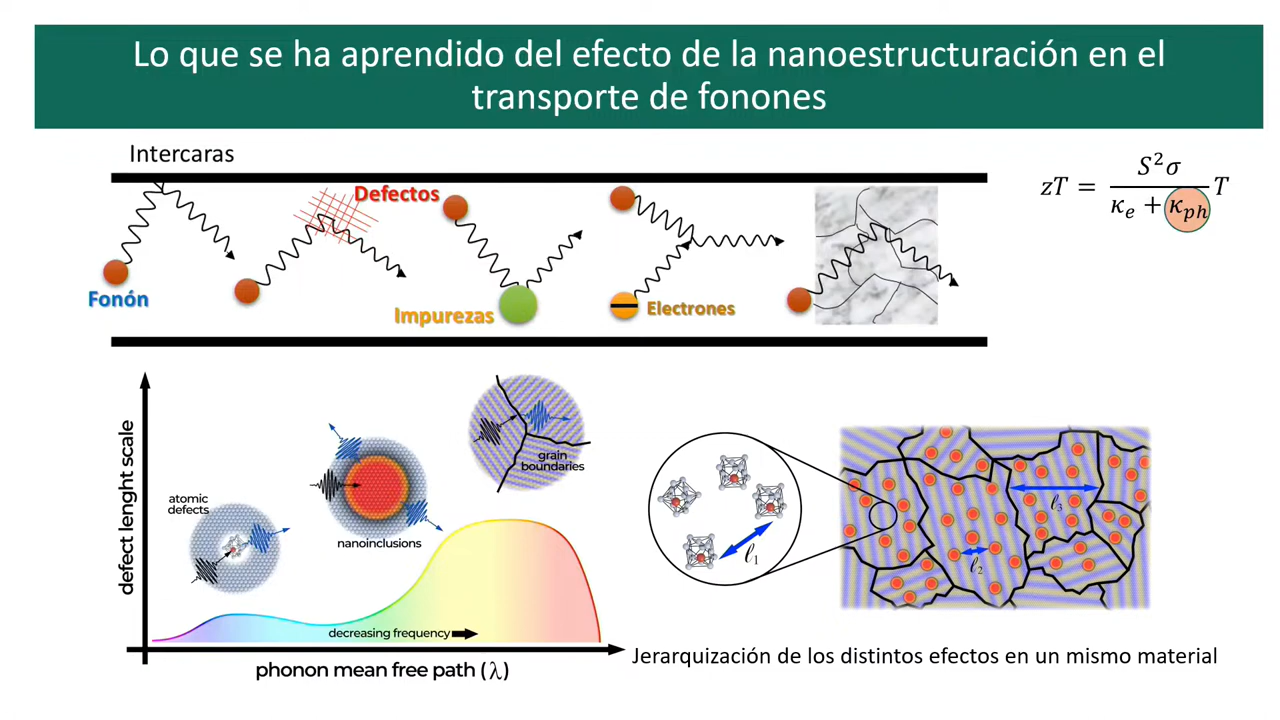 Lo que se ha aprendido del efecto de la nanoestructuración en el
transporte de fonones
Intercaras
Defectos
Fonón
Impurezas
Electrones
zT = S²σ / (κₑ + κ_ph) T
defect lenght scale
atomic
defects
nanoinclusions
grain
boundaries
decreasing frequency
phonon mean free path (λ)
ℓ₁
ℓ₂
ℓ₃
Jerarquización de los distintos efectos en un mismo material